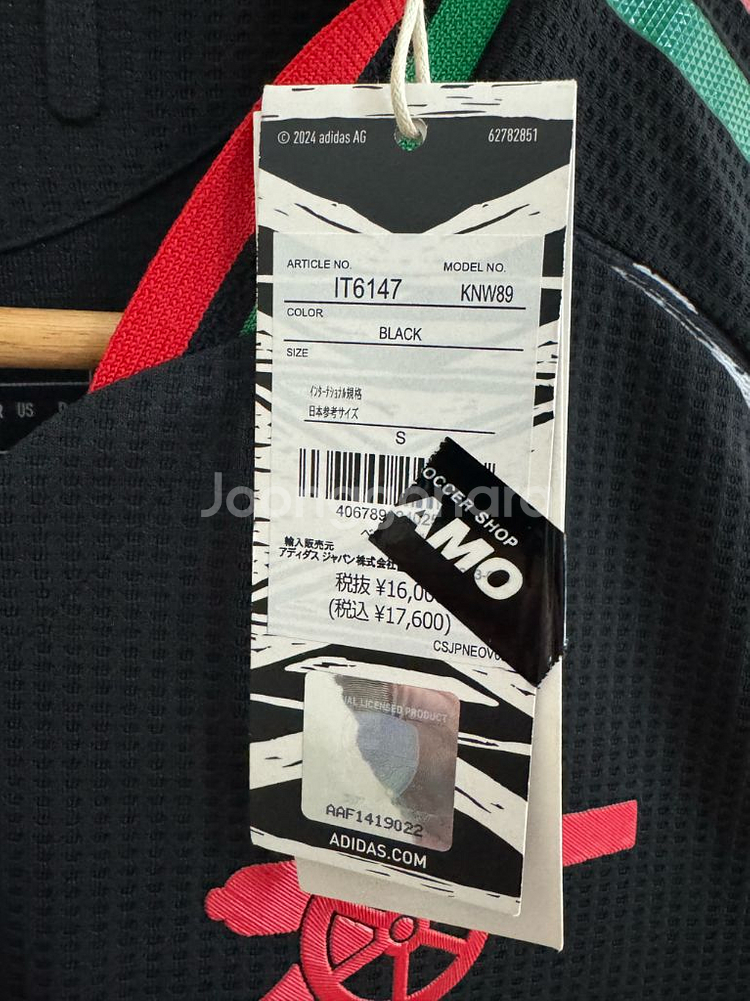 © 2024 adidas AG 62782851
ARTICLE NO. MODEL NO.
IT6147 KNW89
COLOR
BLACK
SIZE
インターナショナル規格
日本参考サイズ
S
US
SOCCER SHOP
輸入販売元
アディダス ジャパン株式会社
税抜 ¥16,00
(税込 ¥17,600)
LICENSED PRODUCT
AAF1419022
ADIDAS.COM